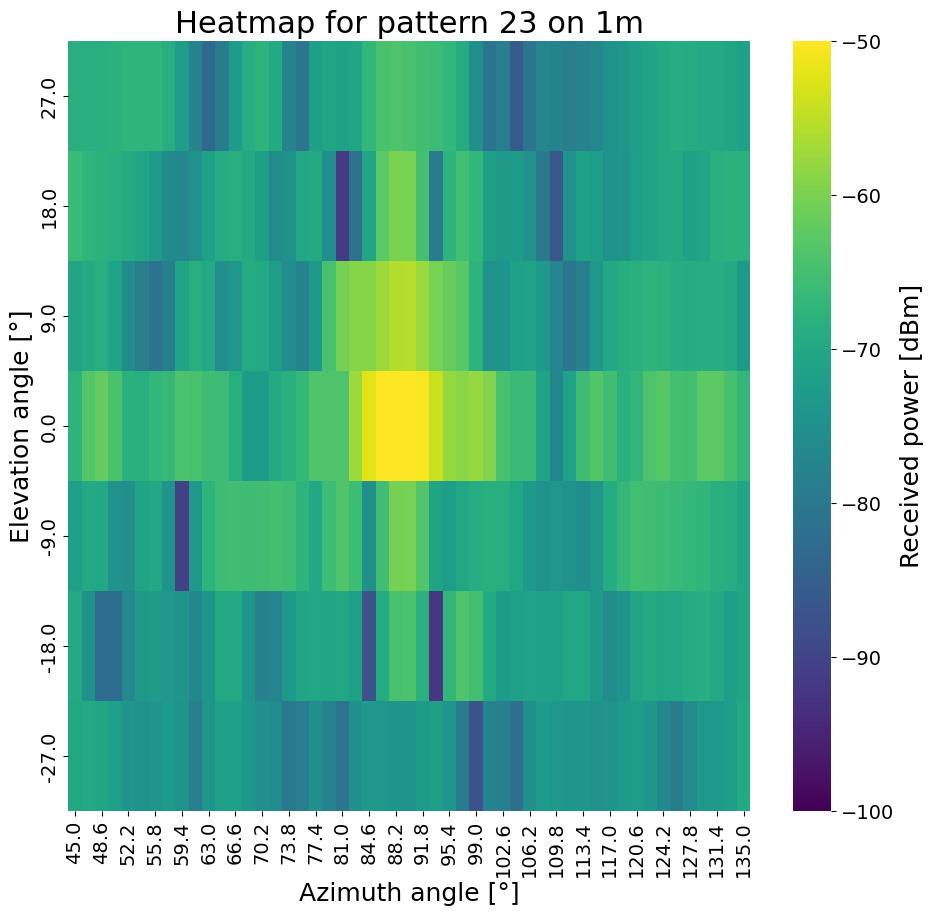 Heatmap for pattern 23 on 1m
Elevation angle [°]
27.0
18.0
9.0
0.0
-9.0
-18.0
-27.0
45.0 48.6 52.2 55.8 59.4 63.0 66.6 70.2 73.8 77.4 81.0 84.6 88.2 91.8 95.4 99.0 102.6 106.2 109.8 113.4 117.0 120.6 124.2 127.8 131.4 135.0
Azimuth angle [°]
−50
−60
−70
−80
−90
−100
Received power [dBm]